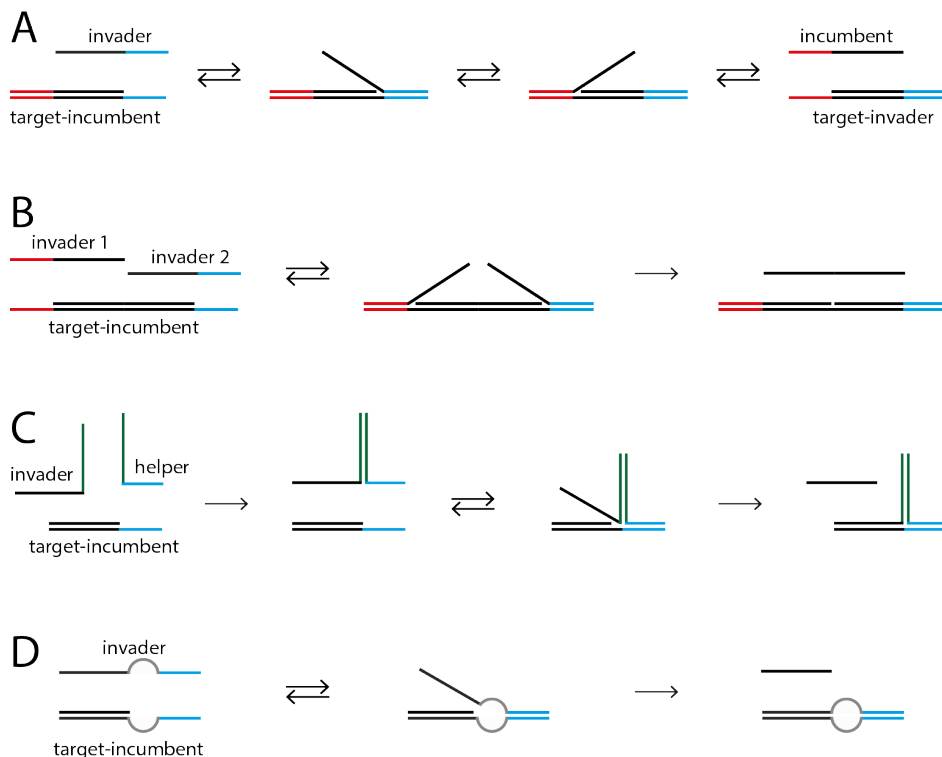 A
invader
target-incumbent
incumbent
target-invader
B
invader 1
invader 2
target-incumbent
C
invader
helper
target-incumbent
D
invader
target-incumbent